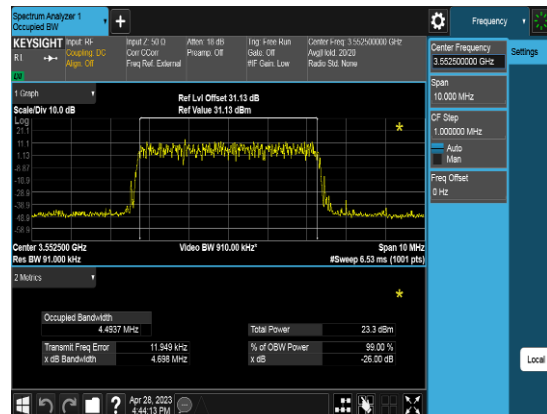 Spectrum Analyzer 1
Occupied BW
+
Frequency
KEYSIGHT
Input: RF
Coupling: DC
Align: Off
Input Z: 50 Ω
Corr CCorr
Freq Ref: External
Atten: 18 dB
Preamp: Off
Trig: Free Run
Gate: Off
#IF Gain: Low
Center Freq: 3.552500000 GHz
Avg|Hold: 20/20
Radio Std: None
1 Graph
Scale/Div 10.0 dB
Ref Lvl Offset 31.13 dB
Ref Value 31.13 dBm
Log
21.1
11.1
1.13
-8.87
-18.9
-28.9
-38.9
-48.9
-58.9
Center 3.552500 GHz
Res BW 91.000 kHz
Video BW 910.00 kHz*
Span 10 MHz
#Sweep 6.53 ms (1001 pts)
2 Metrics
Occupied Bandwidth
4.4937 MHz
Total Power 23.3 dBm
Transmit Freq Error 11.949 kHz
% of OBW Power 99.00 %
x dB Bandwidth 4.698 MHz
x dB -26.00 dB
Center Frequency
3.552500000 GHz
Settings
Span
10.000 MHz
CF Step
1.000000 MHz
Auto
Man
Freq Offset
0 Hz
Local
?
Apr 28, 2023
4:44:13 PM